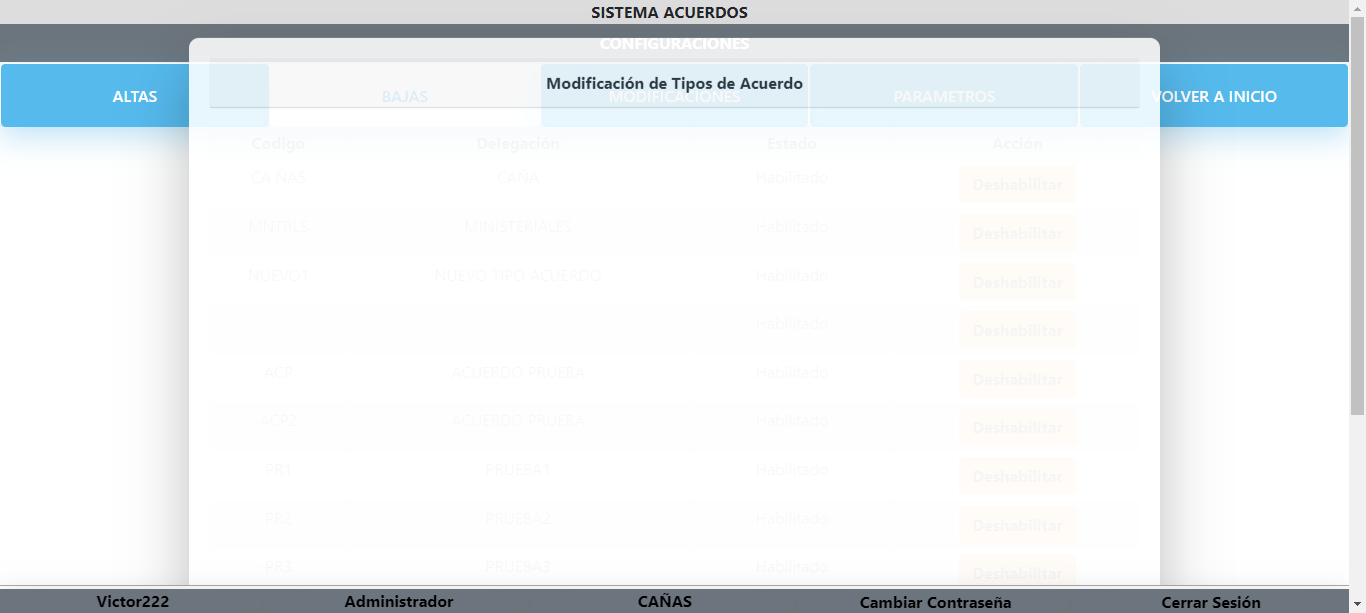 SISTEMA ACUERDOS
CONFIGURACIONES
Modificación de Tipos de Acuerdo
ALTAS BAJAS MODIFICACIONES PARAMETROS VOLVER A INICIO
Codigo Delegación Estado Acción
CAÑAS CAÑA Habilitado Deshabilitar
MNTRLS MINISTERIALES Habilitado Deshabilitar
NUEVO1 NUEVO TIPO ACUERDO Habilitado Deshabilitar
Habilitado Deshabilitar
ACP ACUERDO PRUEBA Habilitado Deshabilitar
ACP2 ACUERDO PRUEBA Habilitado Deshabilitar
PR1 PRUEBA1 Habilitado Deshabilitar
PR2 PRUEBA2 Habilitado Deshabilitar
PR3 PRUEBA3 Habilitado Deshabilitar
Victor222 Administrador CAÑAS Cambiar Contraseña Cerrar Sesión